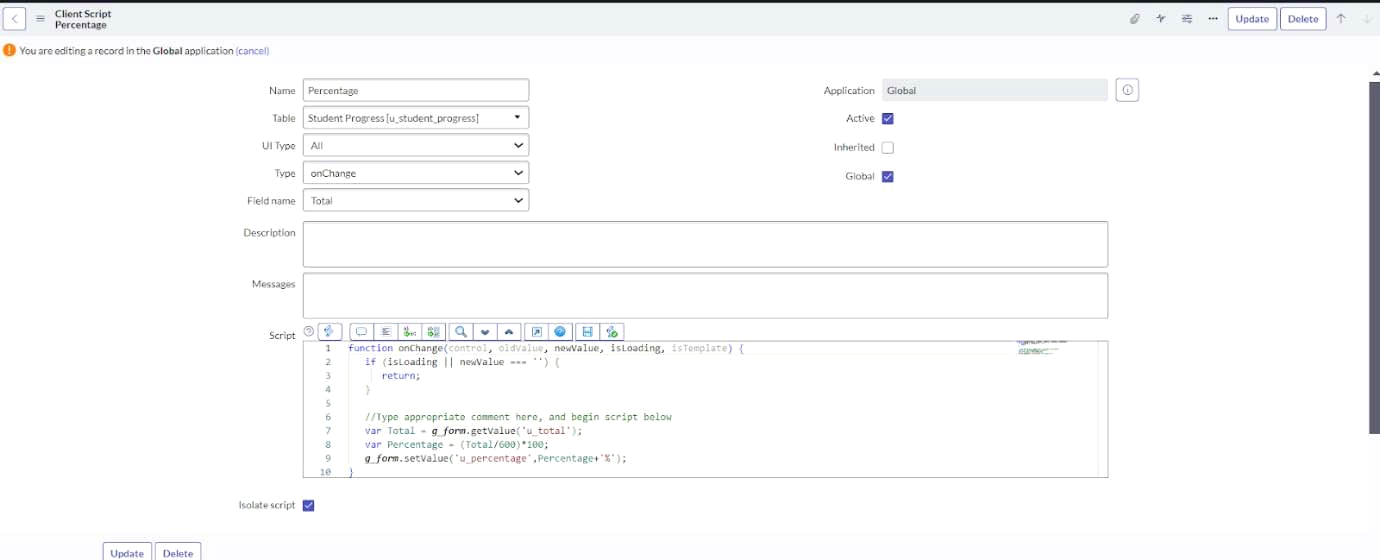 Client Script
Percentage
Update
Delete
You are editing a record in the Global application (cancel)
Name
Percentage
Application
Global
Table
Student Progress [u_student_progress]
Active
UI Type
All
Inherited
Type
onChange
Global
Field name
Total
Description
Messages
Script
1 function onChange(control, oldValue, newValue, isLoading, isTemplate) {
2 if (isLoading || newValue === '') {
3 return;
4 }
5
6 //Type appropriate comment here, and begin script below
7 var Total = g_form.getValue('u_total');
8 var Percentage = (Total/600)*100;
9 g_form.setValue('u_percentage',Percentage+'%');
10 }
Isolate script
Update
Delete